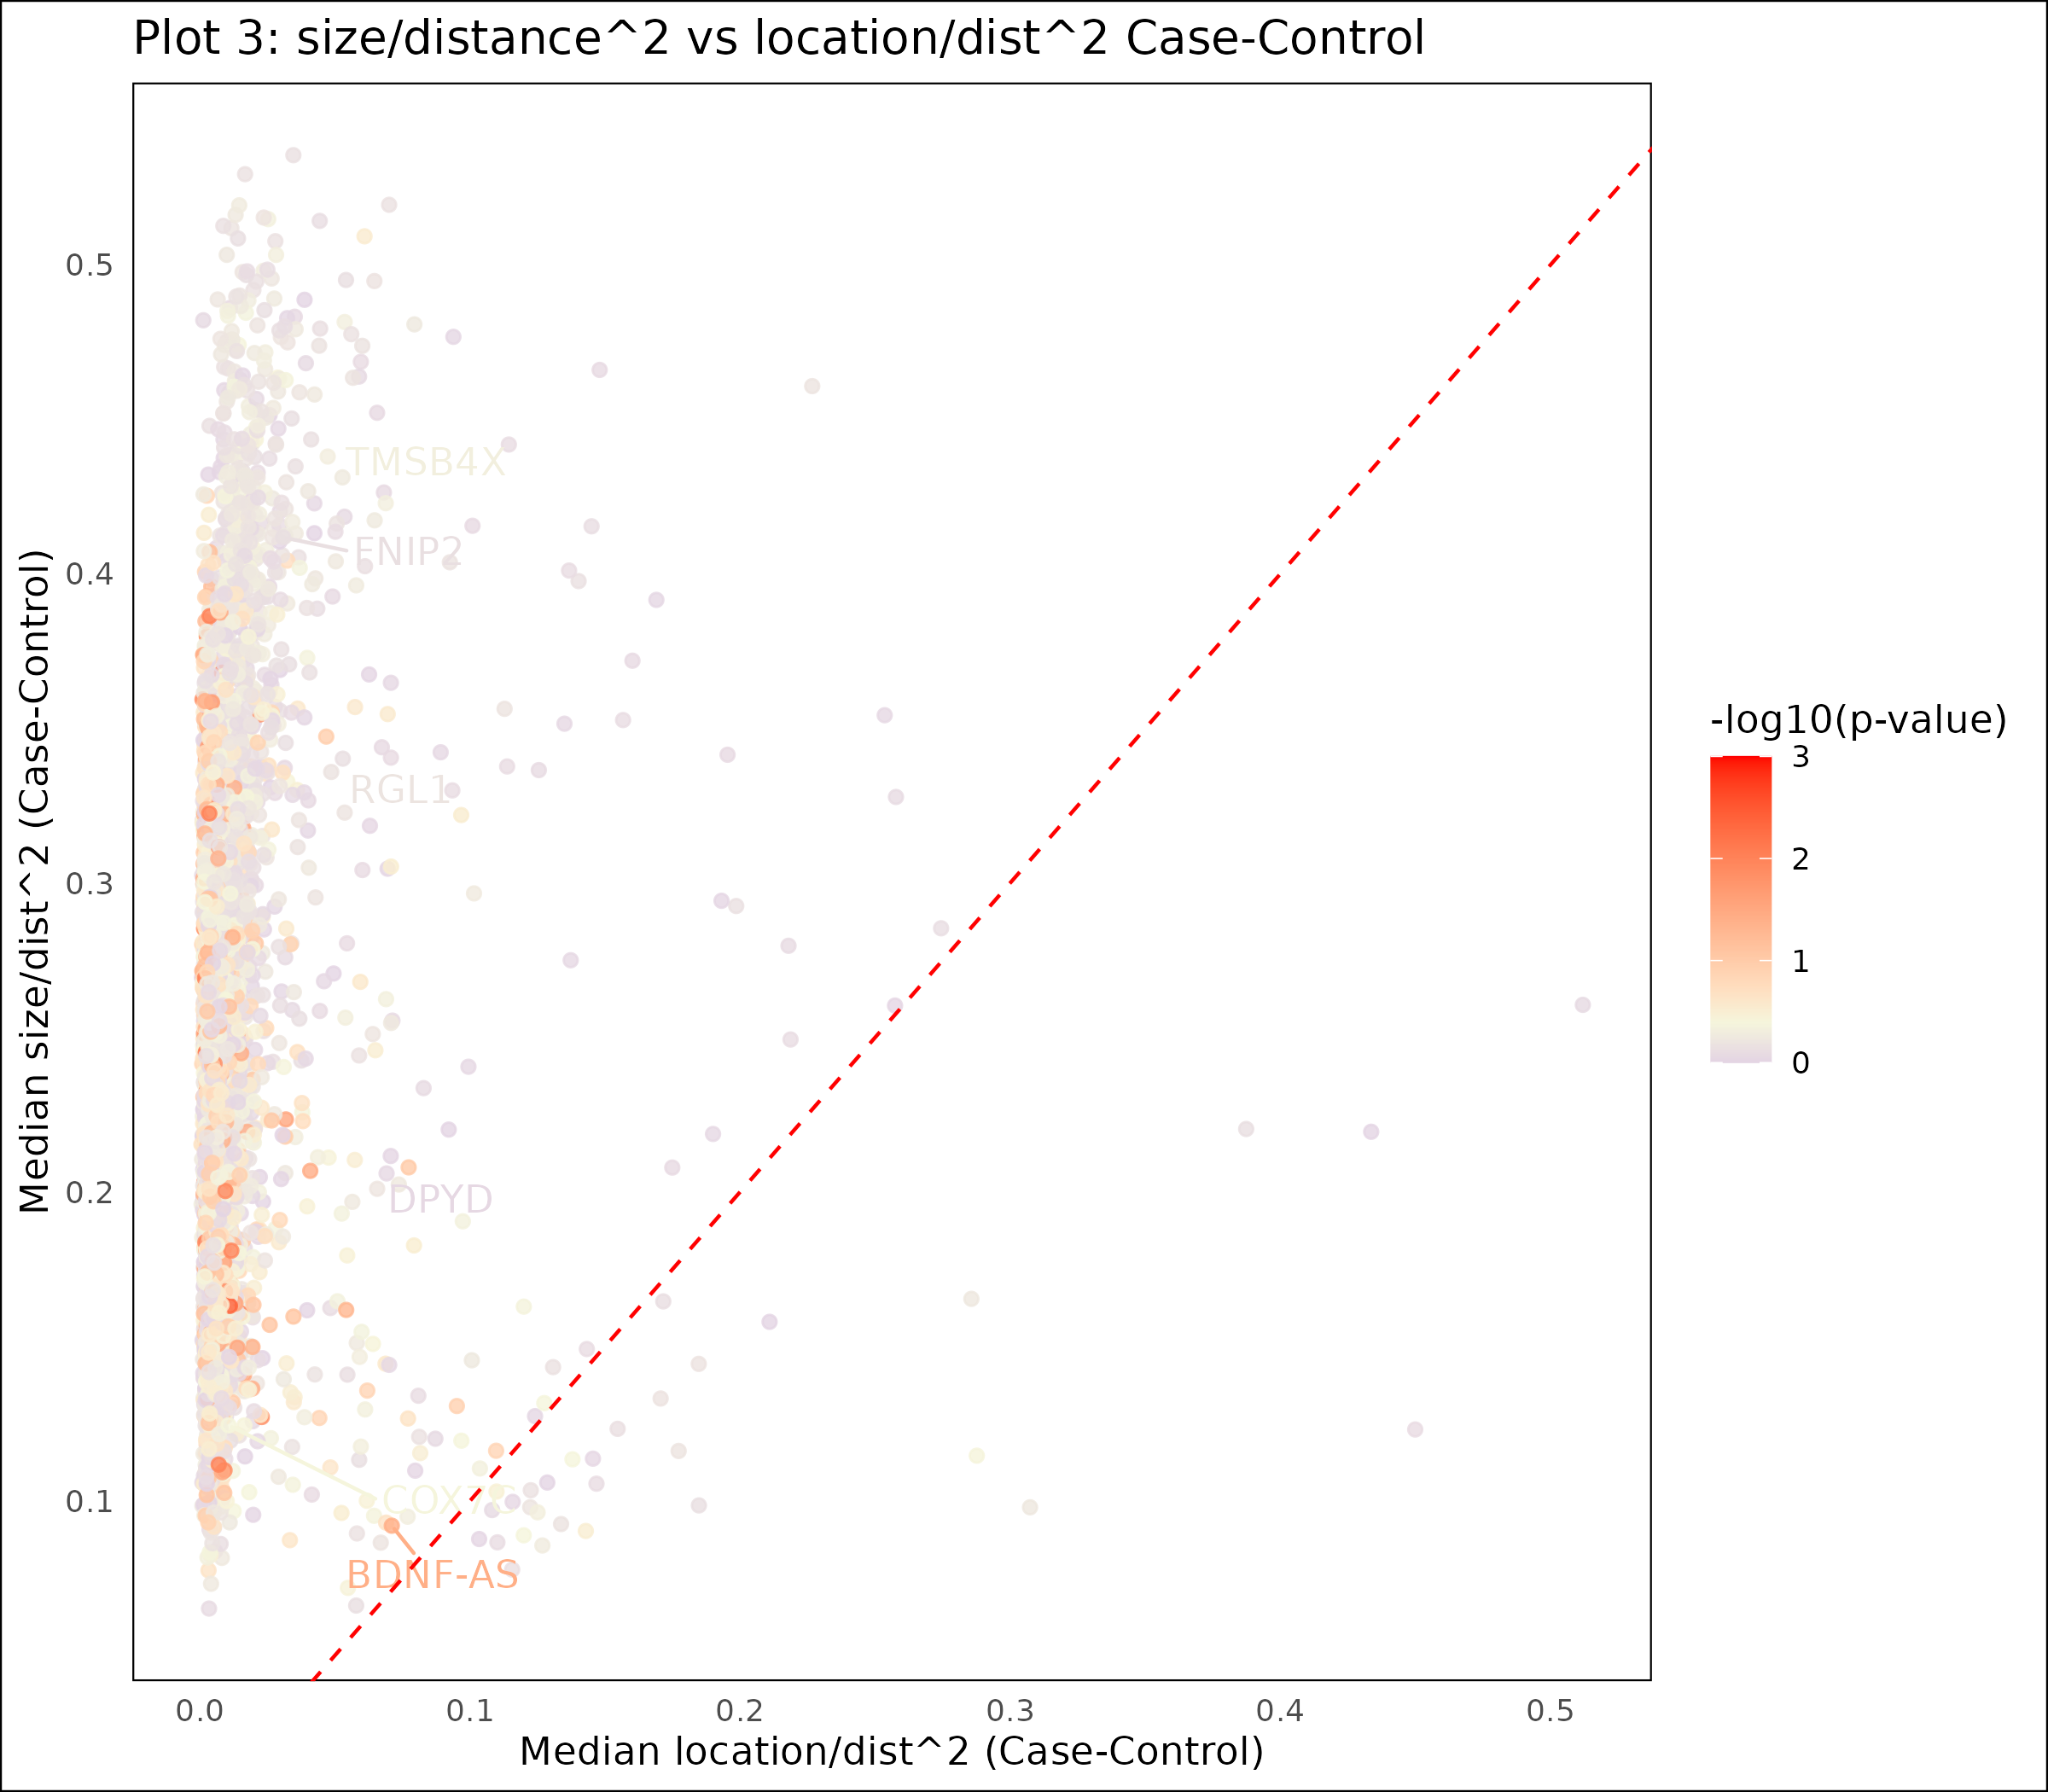 Plot 3: size/distance^2 vs location/dist^2 Case-Control
Median size/dist^2 (Case-Control)
0.5
0.4
0.3
0.2
0.1
TMSB4X
FNIP2
RGL1
DPYD
COX7C
BDNF-AS
0.0
0.1
0.2
0.3
0.4
0.5
Median location/dist^2 (Case-Control)
-log10(p-value)
3
2
1
0